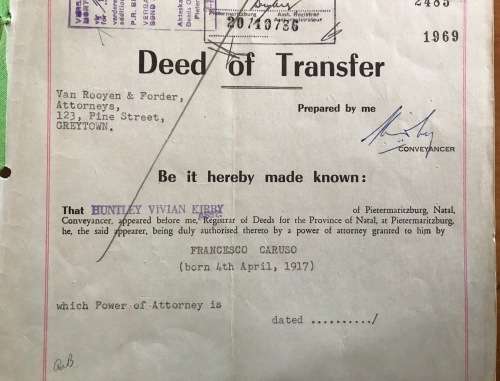 2485
1969
20/10786
Deed of Transfer
Van Rooyen & Forder,
Attorneys,
123, Pine Street,
GREYTOWN.
Prepared by me
CONVEYANCER
Be it hereby made known:
That HUNTLEY VIVIAN KIRBY of Pietermaritzburg, Natal,
Conveyancer, appeared before me, Registrar of Deeds for the Province of Natal, at Pietermaritzburg,
he, the said appearer, being duly authorised thereto by a power of attorney granted to him by
FRANCESCO CARUSO
(born 4th April, 1917)
which Power of Attorney is
dated ........../